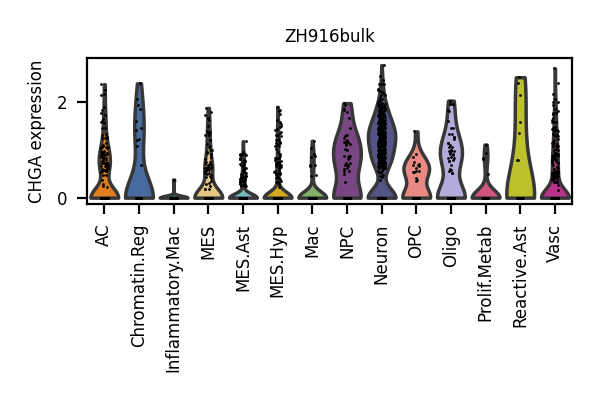 ZH916bulk
CHGA expression
2
0
AC
Chromatin.Reg
Inflammatory.Mac
MES
MES.Ast
MES.Hyp
Mac
NPC
Neuron
OPC
Oligo
Prolif.Metab
Reactive.Ast
Vasc